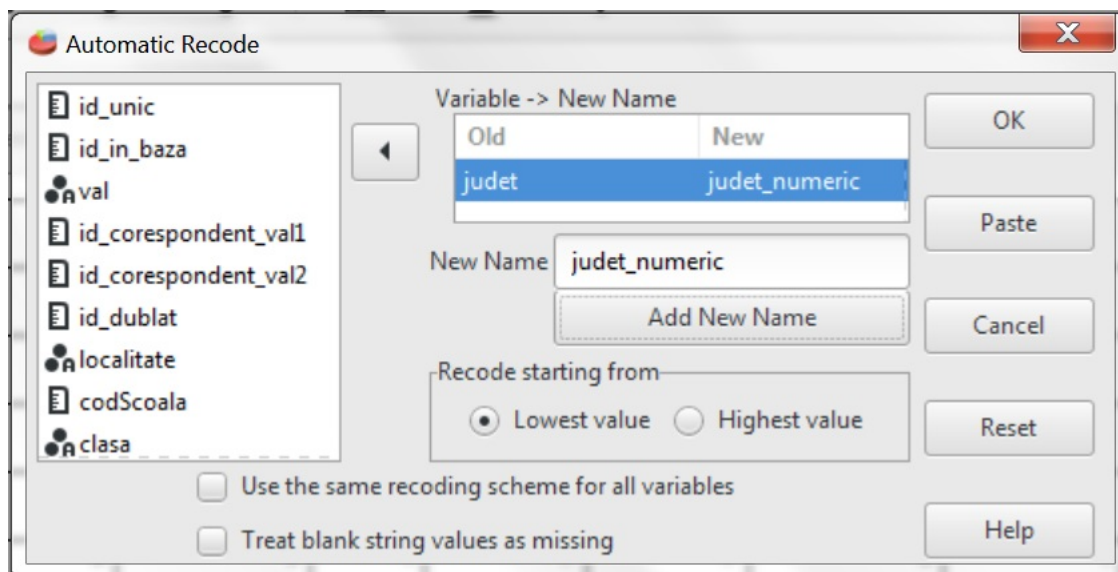 Automatic Recode
id_unic
id_in_baza
val
id_corespondent_val1
id_corespondent_val2
id_dublat
localitate
codScoala
clasa
Variable -> New Name
Old New
judet judet_numeric
New Name judet_numeric
Add New Name
Recode starting from
Lowest value Highest value
Use the same recoding scheme for all variables
Treat blank string values as missing
OK
Paste
Cancel
Reset
Help